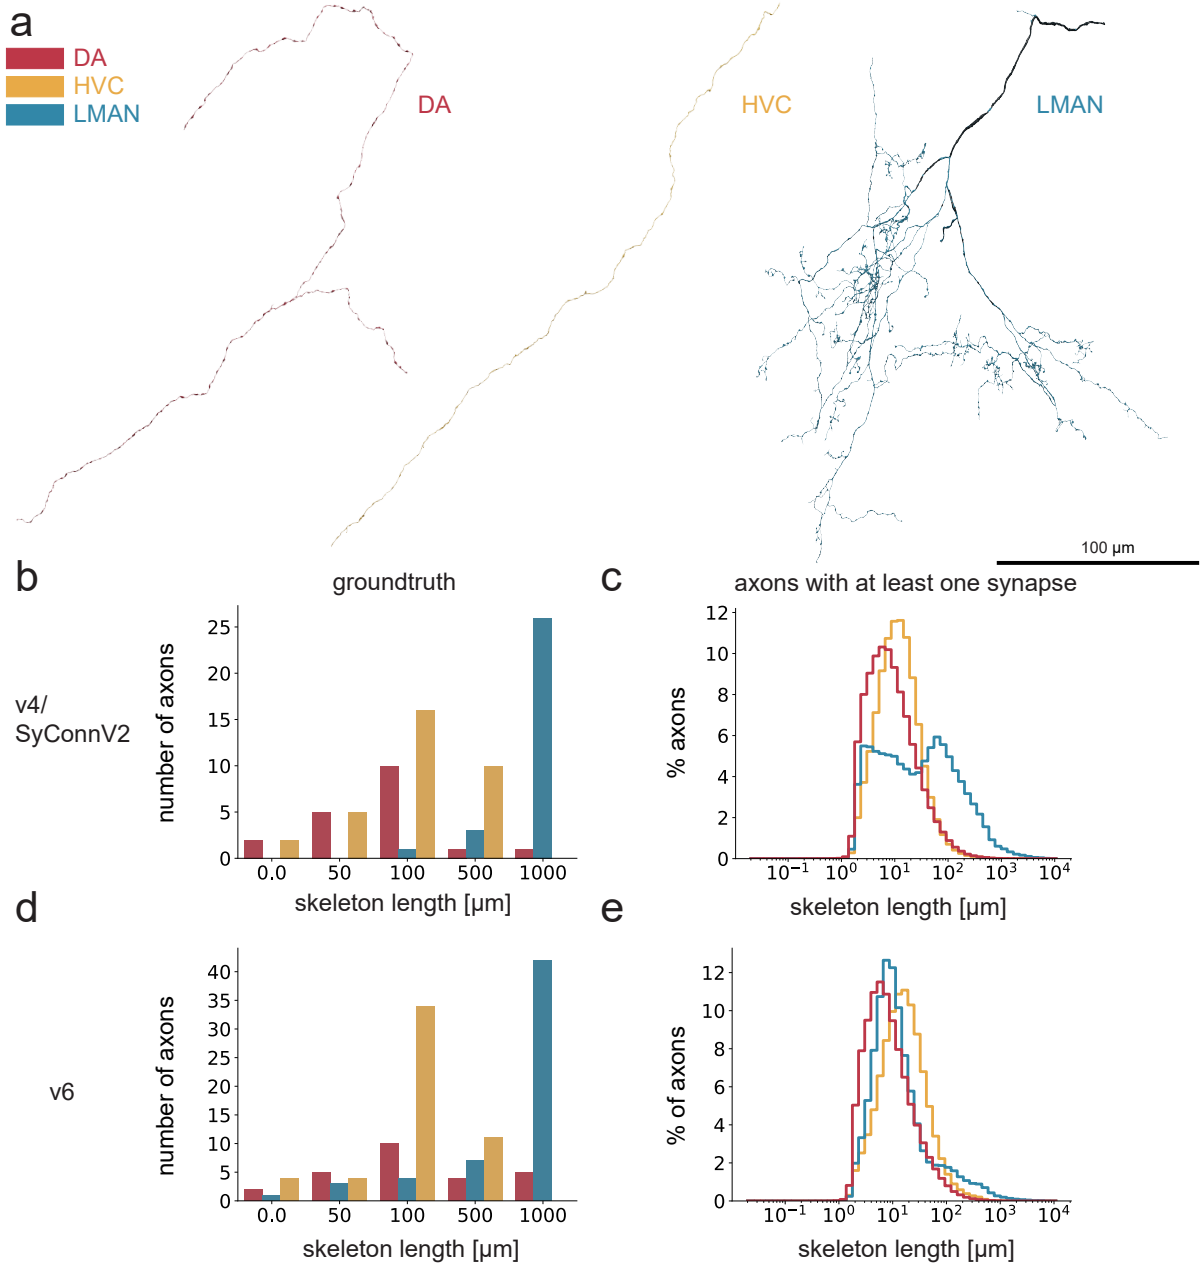 a
DA
HVC
LMAN
DA
HVC
LMAN
100 µm
b
groundtruth
v4/
SyConnV2
number of axons
25
20
15
10
5
0
0.0 50 100 500 1000
skeleton length [µm]
c
axons with at least one synapse
% axons
12
10
8
6
4
2
0
10⁻¹ 10⁰ 10¹ 10² 10³ 10⁴
skeleton length [µm]
d
v6
number of axons
40
35
30
25
20
15
10
5
0
0.0 50 100 500 1000
skeleton length [µm]
e
% of axons
12
10
8
6
4
2
0
10⁻¹ 10⁰ 10¹ 10² 10³ 10⁴
skeleton length [µm]